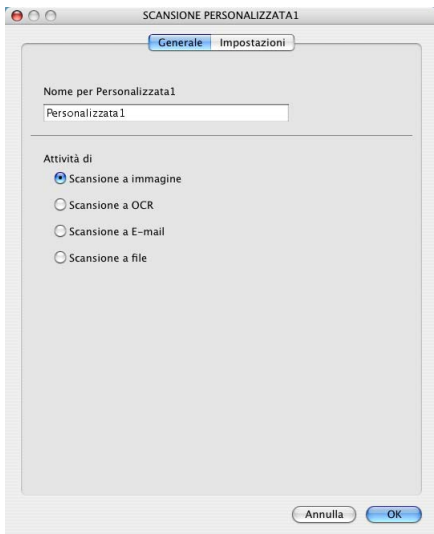 SCANSIONE PERSONALIZZATA1
Generale Impostazioni
Nome per Personalizzata1
Personalizzata1
Attività di
Scansione a immagine
Scansione a OCR
Scansione a E-mail
Scansione a file
Annulla OK